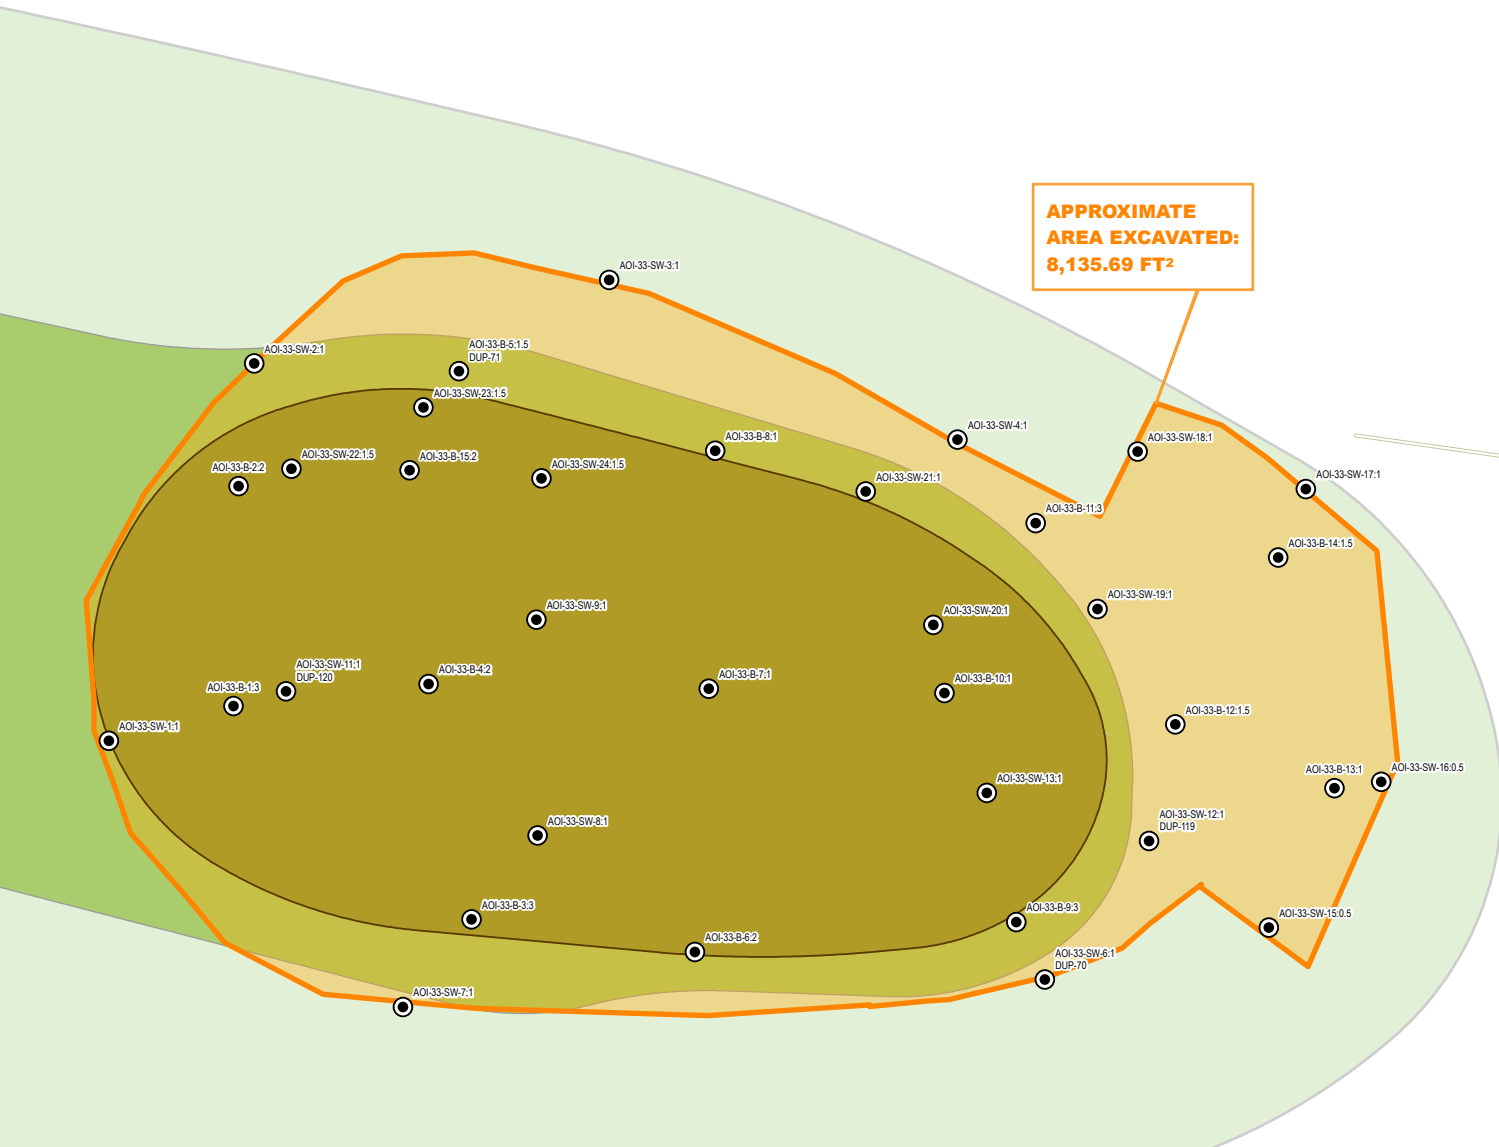 APPROXIMATE
AREA EXCAVATED:
8,135.69 FT²
AOI-33-SW-3:1
AOI-33-SW-2:1
AOI-33-B-5:1.5
DUP-71
AOI-33-SW-23:1.5
AOI-33-SW-4:1
AOI-33-SW-18:1
AOI-33-B-8:1
AOI-33-SW-22:1.5
AOI-33-B-15:2
AOI-33-B-2:2
AOI-33-SW-24:1.5
AOI-33-SW-21:1
AOI-33-SW-17:1
AOI-33-B-11:3
AOI-33-B-14:1.5
AOI-33-SW-19:1
AOI-33-SW-9:1
AOI-33-SW-20:1
AOI-33-SW-11:1
DUP-120
AOI-33-B-4:2
AOI-33-B-7:1
AOI-33-B-10:1
AOI-33-B-1:3
AOI-33-B-12:1.5
AOI-33-SW-1:1
AOI-33-B-13:1
AOI-33-SW-16:0.5
AOI-33-SW-13:1
AOI-33-SW-12:1
DUP-119
AOI-33-SW-8:1
AOI-33-B-3:3
AOI-33-B-9:3
AOI-33-SW-15:0.5
AOI-33-B-6:2
AOI-33-SW-6:1
DUP-70
AOI-33-SW-7:1